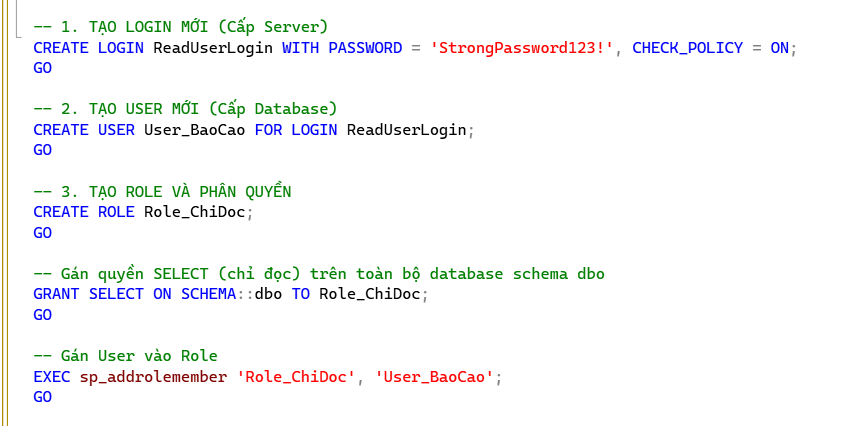 -- 1. TẠO LOGIN MỚI (Cấp Server)
CREATE LOGIN ReadUserLogin WITH PASSWORD = 'StrongPassword123!', CHECK_POLICY = ON;
GO
-- 2. TẠO USER MỚI (Cấp Database)
CREATE USER User_BaoCao FOR LOGIN ReadUserLogin;
GO
-- 3. TẠO ROLE VÀ PHÂN QUYỀN
CREATE ROLE Role_ChiDoc;
GO
-- Gán quyền SELECT (chỉ đọc) trên toàn bộ database schema dbo
GRANT SELECT ON SCHEMA::dbo TO Role_ChiDoc;
GO
-- Gán User vào Role
EXEC sp_addrolemember 'Role_ChiDoc', 'User_BaoCao';
GO